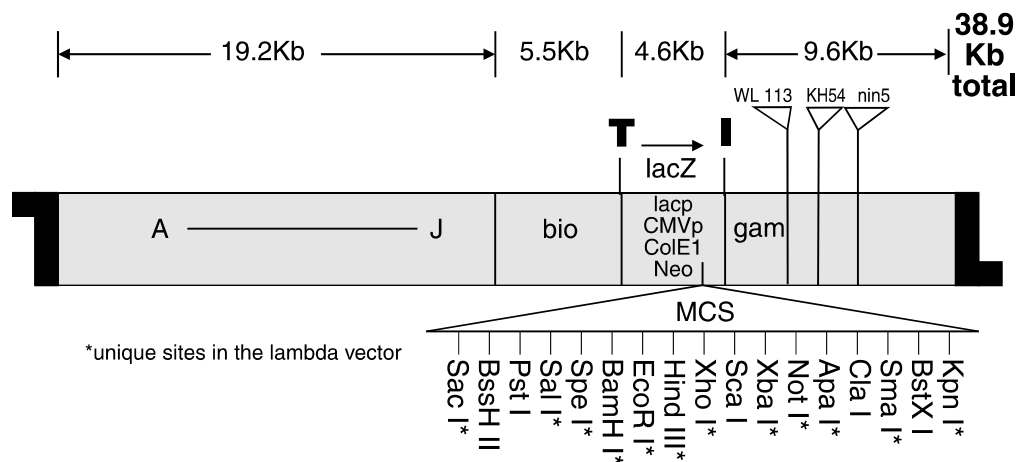 19.2Kb 5.5Kb 4.6Kb 9.6Kb
38.9
Kb
total
WL 113 KH54 nin5
T I
lacZ
A J bio
lacp
CMVp
ColE1
Neo
gam
MCS
*unique sites in the lambda vector
Sac I*
BssH II
Pst I
Sal I*
Spe I*
BamH I*
EcoR I*
Hind III*
Xho I*
Sca I
Xba I*
Not I*
Apa I*
Cla I
Sma I*
BstX I
Kpn I*